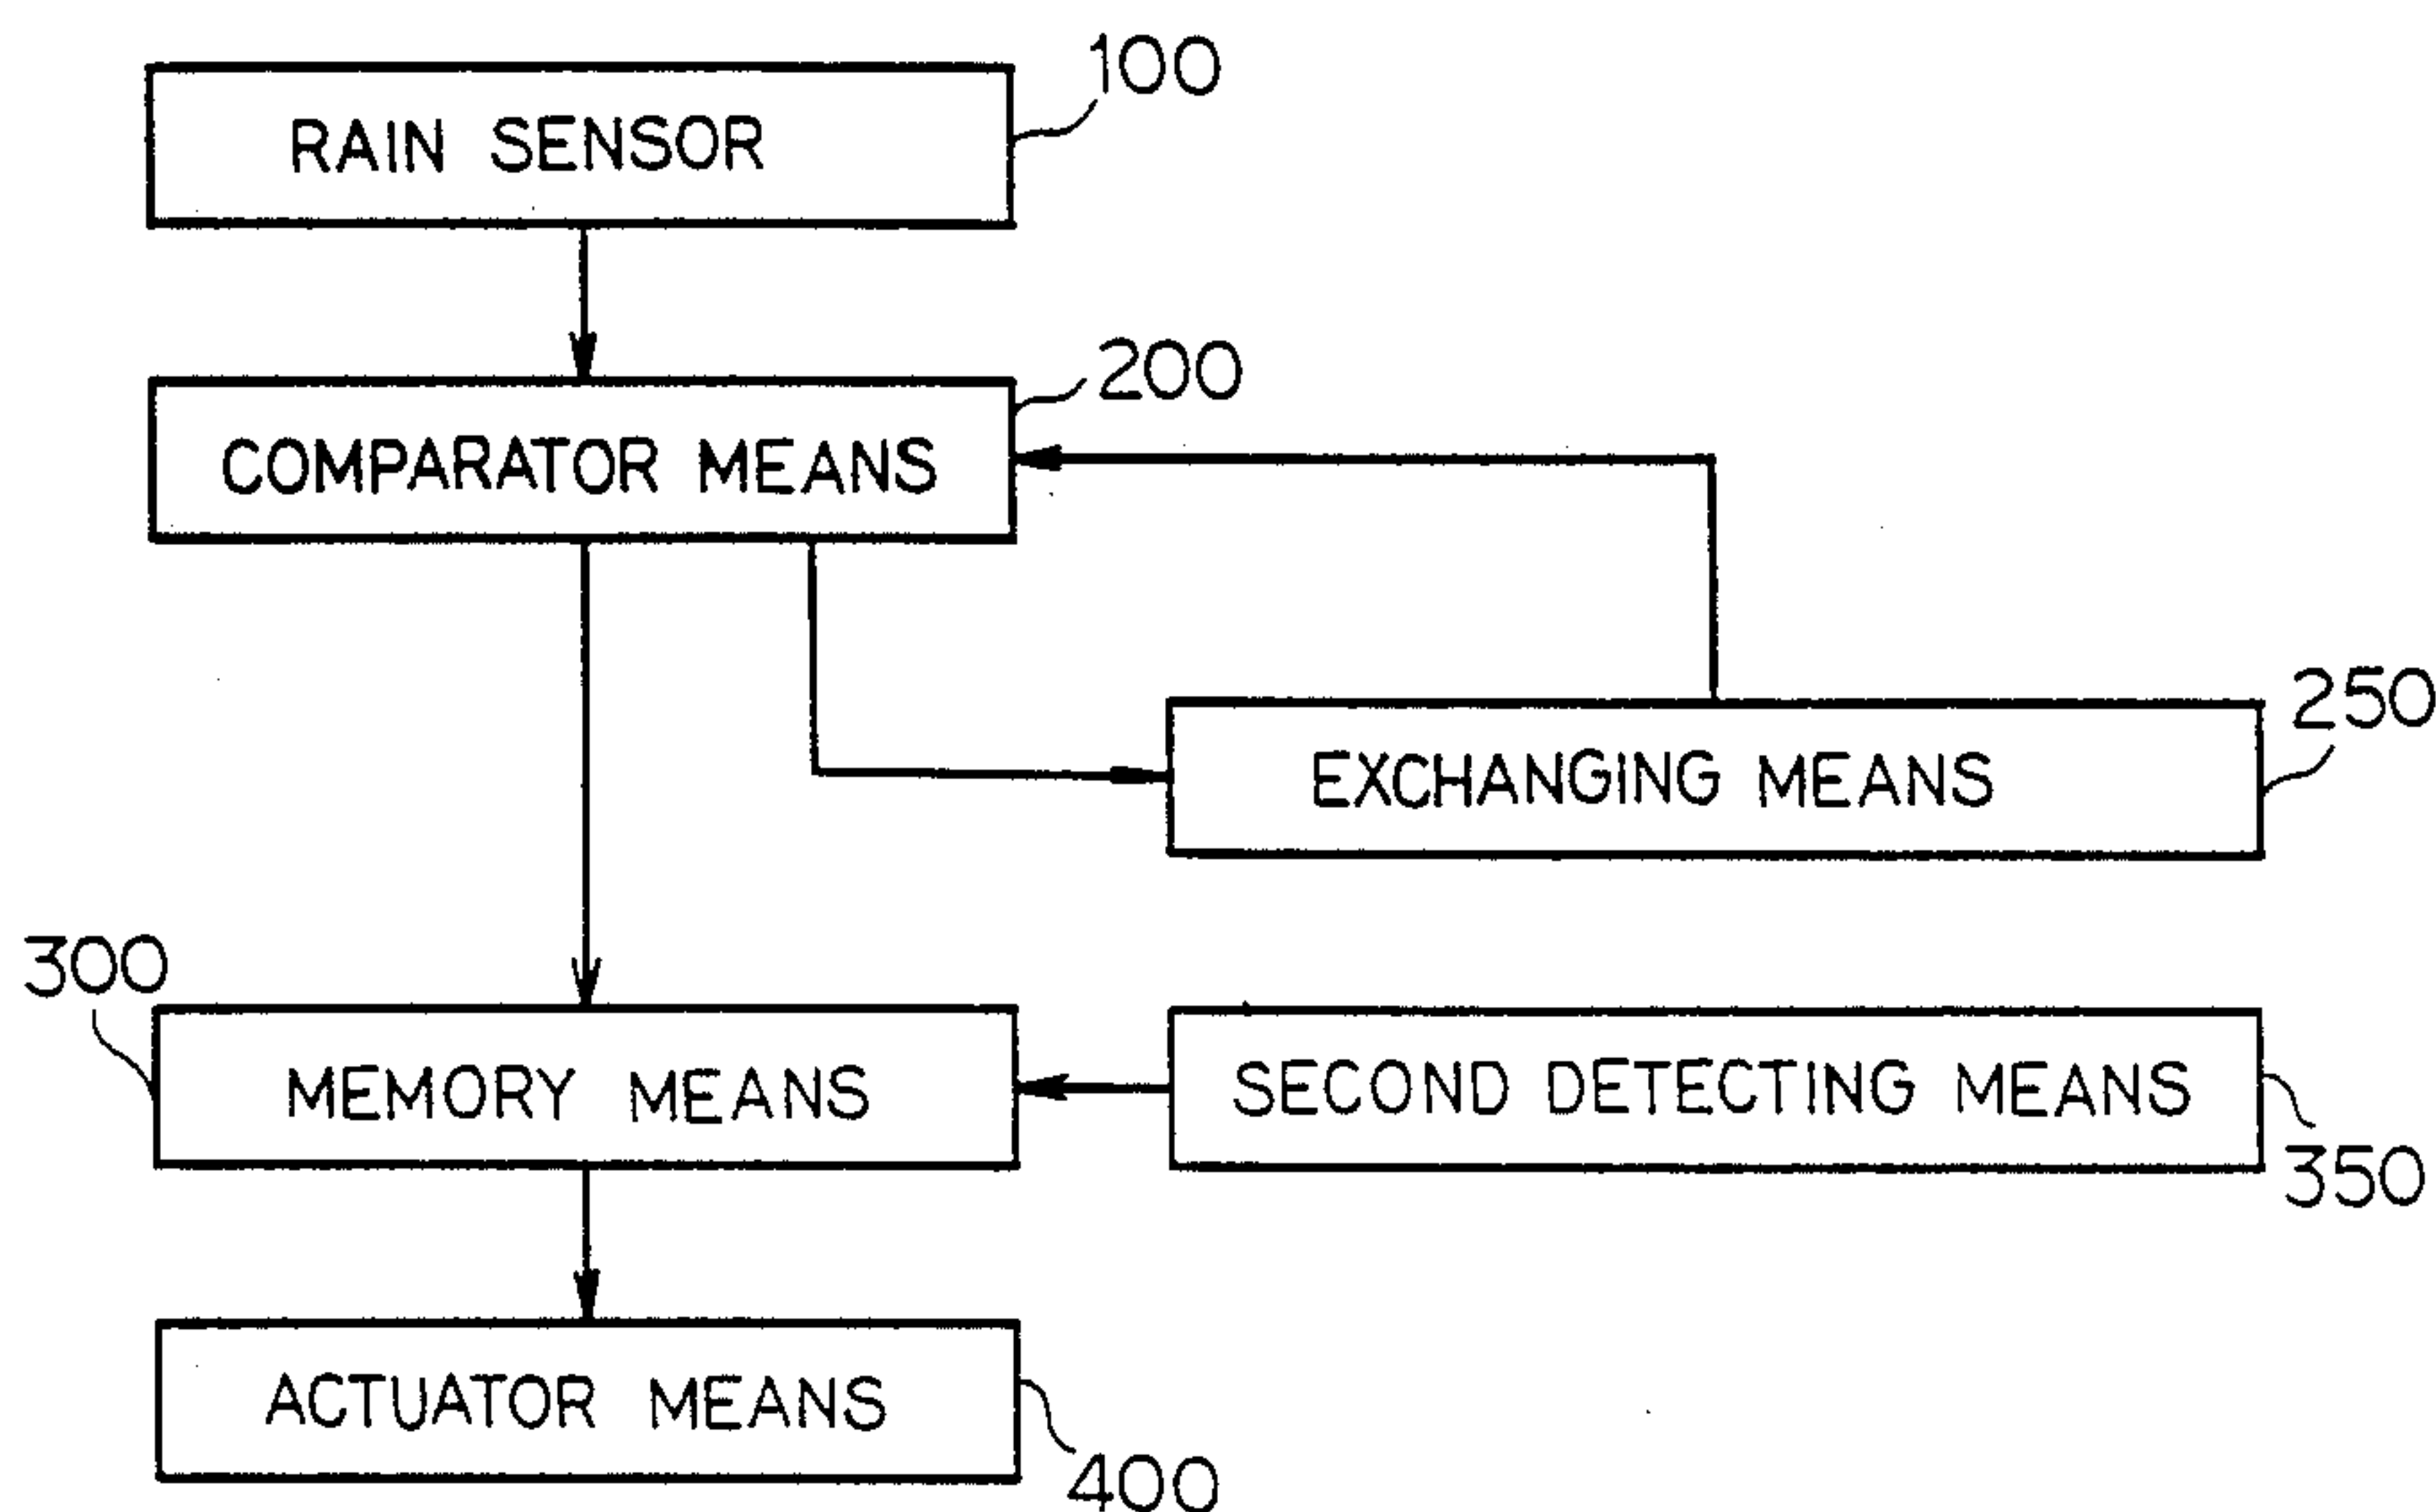 100
RAIN SENSOR
200
COMPARATOR MEANS
250
EXCHANGING MEANS
300
MEMORY MEANS
SECOND DETECTING MEANS
350
ACTUATOR MEANS
400